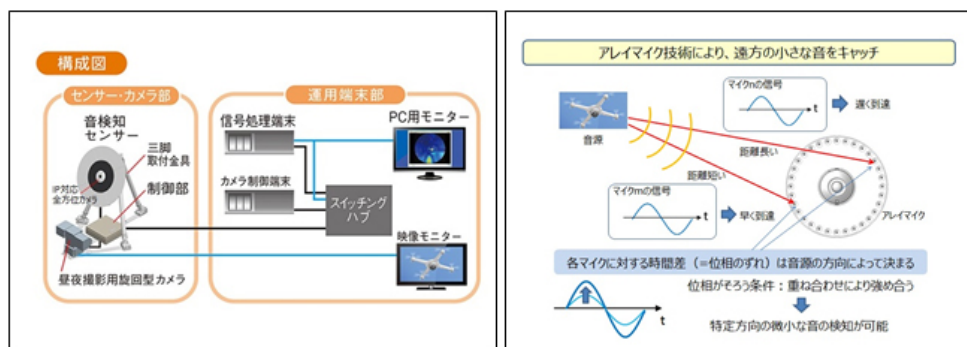 構成図
センサー・カメラ部
音検知
センサー
三脚
取付金具
IP対応
全方位カメラ
制御部
昼夜撮影用旋回型カメラ
運用端末部
信号処理端末
PC用モニター
カメラ制御端末
スイッチング
ハブ
映像モニター
アレイマイク技術により、遠方の小さな音をキャッチ
音源
マイクnの信号
t
遅く到達
距離長い
距離短い
マイクmの信号
t
早く到達
アレイマイク
各マイクに対する時間差（＝位相のずれ）は音源の方向によって決まる
位相がそろう条件：重ね合わせにより強め合う
t
特定方向の微小な音の検知が可能